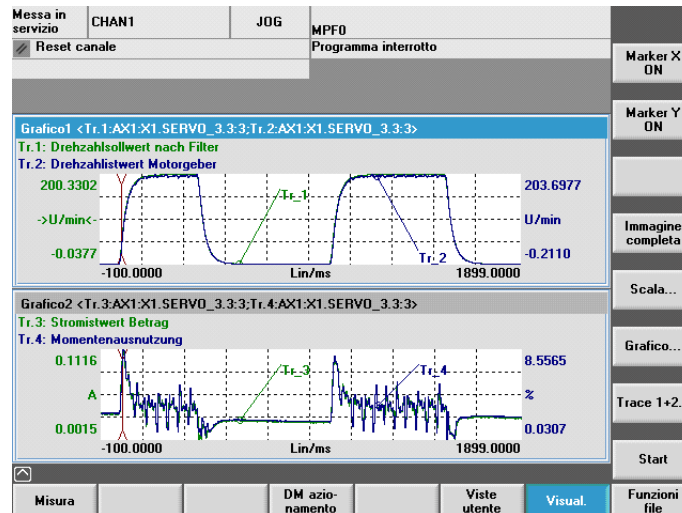 Messa in servizio
CHAN1
JOG
MPF0
Reset canale
Programma interrotto
Marker X ON
Marker Y ON
Grafico1 <Tr.1:AX1:X1.SERVO_3.3:3;Tr.2:AX1:X1.SERVO_3.3:3>
Tr.1: Drehzahlsollwert nach Filter
Tr.2: Drehzahlistwert Motorgeber
200.3302
203.6977
Tr_1
->U/min<-
U/min
Tr_2
-0.0377
-0.2110
-100.0000
Lin/ms
1899.0000
Immagine completa
Scala...
Grafico2 <Tr.3:AX1:X1.SERVO_3.3:3;Tr.4:AX1:X1.SERVO_3.3:3>
Tr.3: Stromistwert Betrag
Tr.4: Momentenausnutzung
0.1116
8.5565
Tr_3
Tr_4
A
%
0.0015
0.0307
-100.0000
Lin/ms
1899.0000
Grafico...
Trace 1+2.
Start
Misura
DM azio-
namento
Viste
utente
Visual.
Funzioni
file